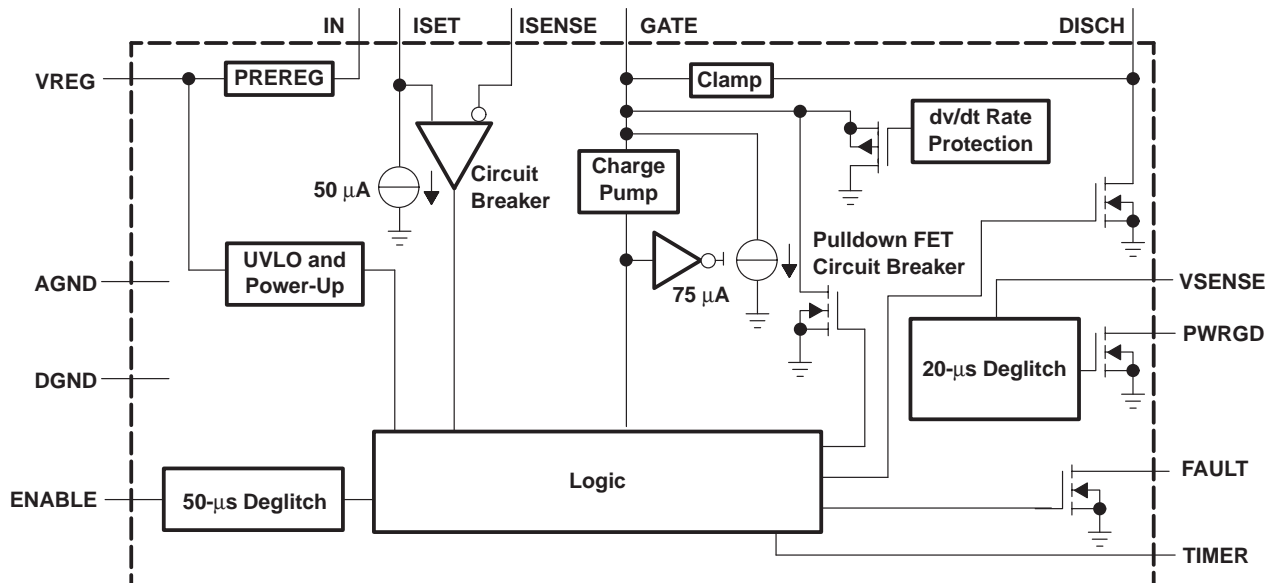 IN
ISET
ISENSE
GATE
DISCH
VREG
PREREG
Clamp
dv/dt Rate
Protection
50 μA
Circuit
Breaker
Charge
Pump
UVLO and
Power-Up
75 μA
Pulldown FET
Circuit Breaker
AGND
VSENSE
PWRGD
DGND
20-μs Deglitch
Logic
FAULT
ENABLE
50-μs Deglitch
TIMER